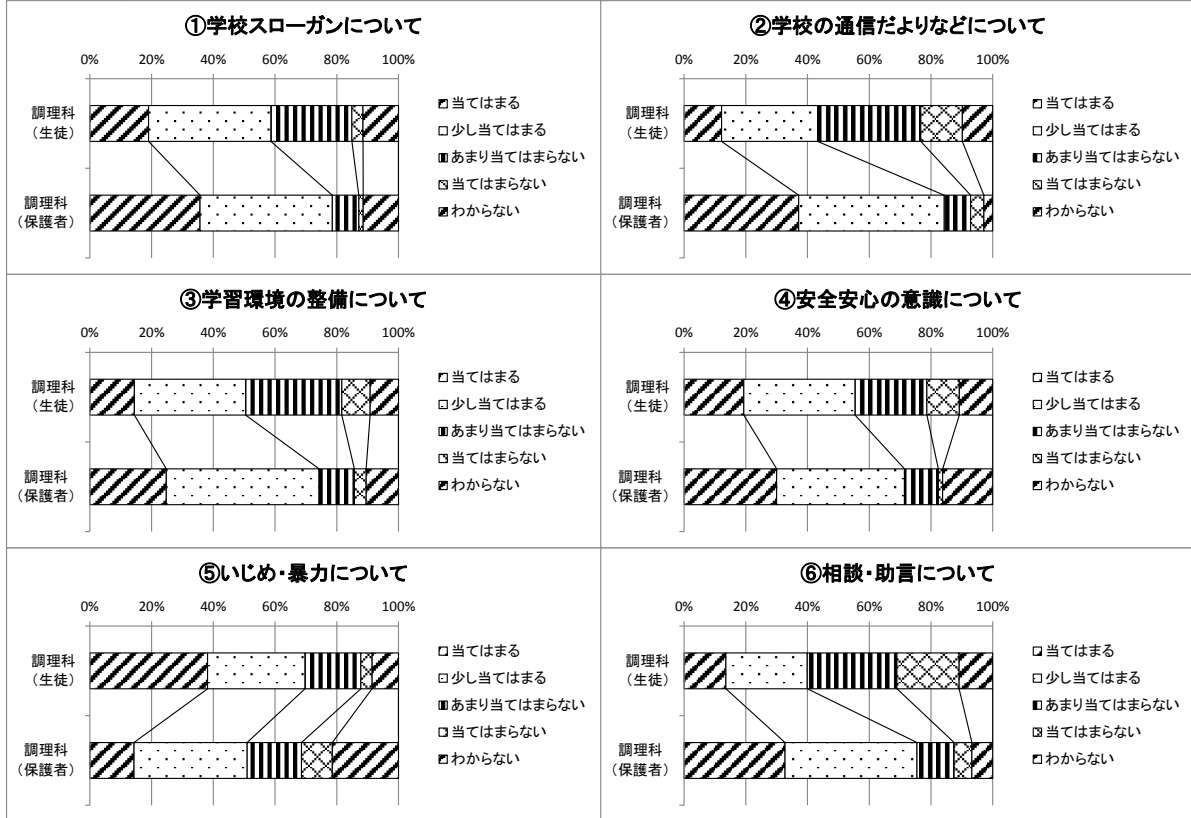 ①学校スローガンについて
0% 20% 40% 60% 80% 100%
調理科
（生徒）
調理科
（保護者）
当てはまる
少し当てはまる
あまり当てはまらない
当てはまらない
わからない
②学校の通信だよりなどについて
0% 20% 40% 60% 80% 100%
調理科
（生徒）
調理科
（保護者）
当てはまる
少し当てはまる
あまり当てはまらない
当てはまらない
わからない
③学習環境の整備について
0% 20% 40% 60% 80% 100%
調理科
（生徒）
調理科
（保護者）
当てはまる
少し当てはまる
あまり当てはまらない
当てはまらない
わからない
④安全安心の意識について
0% 20% 40% 60% 80% 100%
調理科
（生徒）
調理科
（保護者）
当てはまる
少し当てはまる
あまり当てはまらない
当てはまらない
わからない
⑤いじめ・暴力について
0% 20% 40% 60% 80% 100%
調理科
（生徒）
調理科
（保護者）
当てはまる
少し当てはまる
あまり当てはまらない
当てはまらない
わからない
⑥相談・助言について
0% 20% 40% 60% 80% 100%
調理科
（生徒）
調理科
（保護者）
当てはまる
少し当てはまる
あまり当てはまらない
当てはまらない
わからない